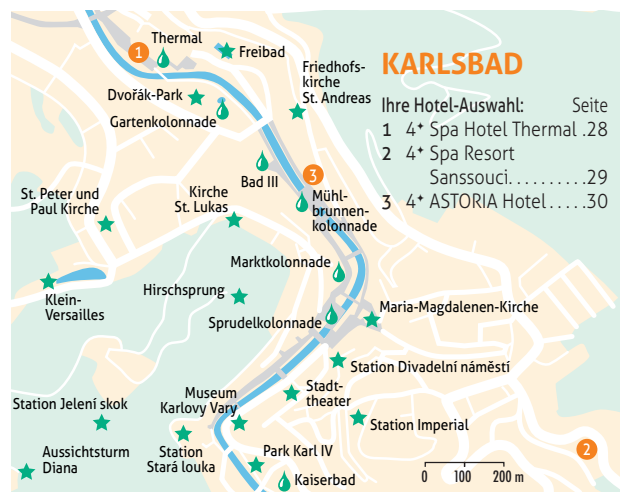 KARLSBAD
Ihre Hotel-Auswahl: Seite
1 4✦ Spa Hotel Thermal .28
2 4✦ Spa Resort
Sanssouci..........29
3 4✦ ASTORIA Hotel.....30
Thermal
1
Freibad
Friedhofs-
kirche
St. Andreas
Dvořák-Park
Gartenkolonnade
Bad III
3
Mühl-
brunnen-
kolonnade
St. Peter und
Paul Kirche
Kirche
St. Lukas
Marktkolonnade
Klein-
Versailles
Hirschsprung
Sprudelkolonnade
Maria-Magdalenen-Kirche
Station Divadelní náměstí
Museum
Karlovy Vary
Stadt-
theater
Station Jelení skok
Station Imperial
Aussichtsturm
Diana
Station
Stará louka
Park Karl IV
Kaiserbad
2
0 100 200 m